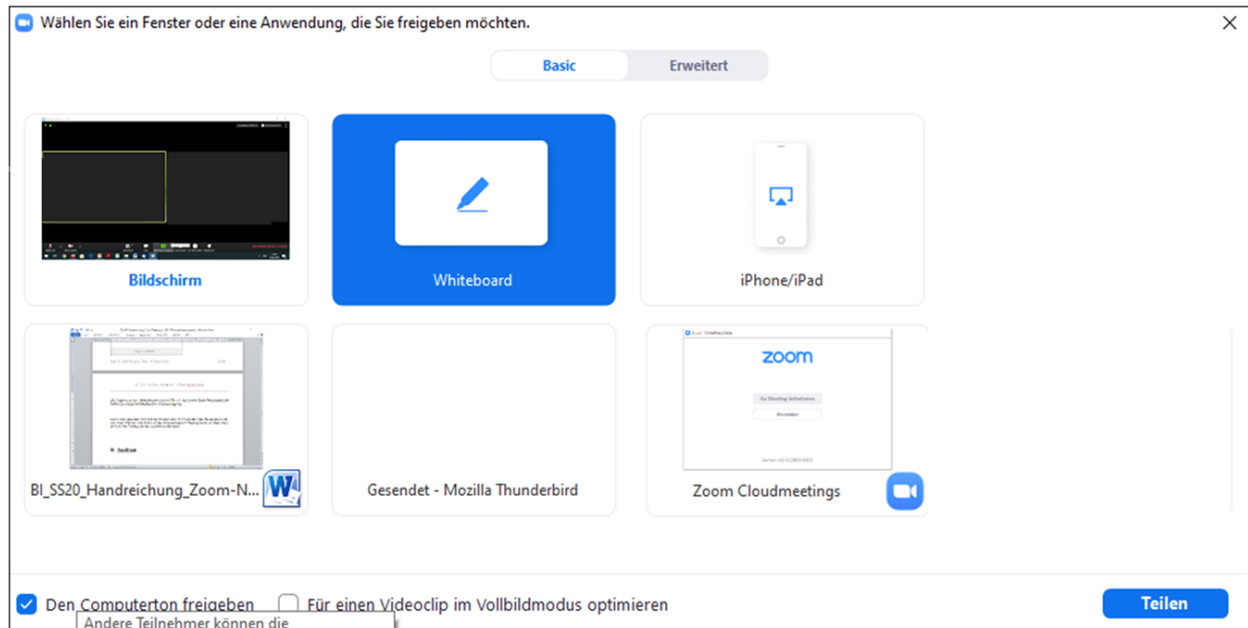 Wählen Sie ein Fenster oder eine Anwendung, die Sie freigeben möchten.
Basic Erweitert
Bildschirm Whiteboard iPhone/iPad
zoom
BI_SS20_Handreichung_Zoom-N... Gesendet - Mozilla Thunderbird Zoom Cloudmeetings
Den Computerton freigeben Für einen Videoclip im Vollbildmodus optimieren Teilen
Andere Teilnehmer können die